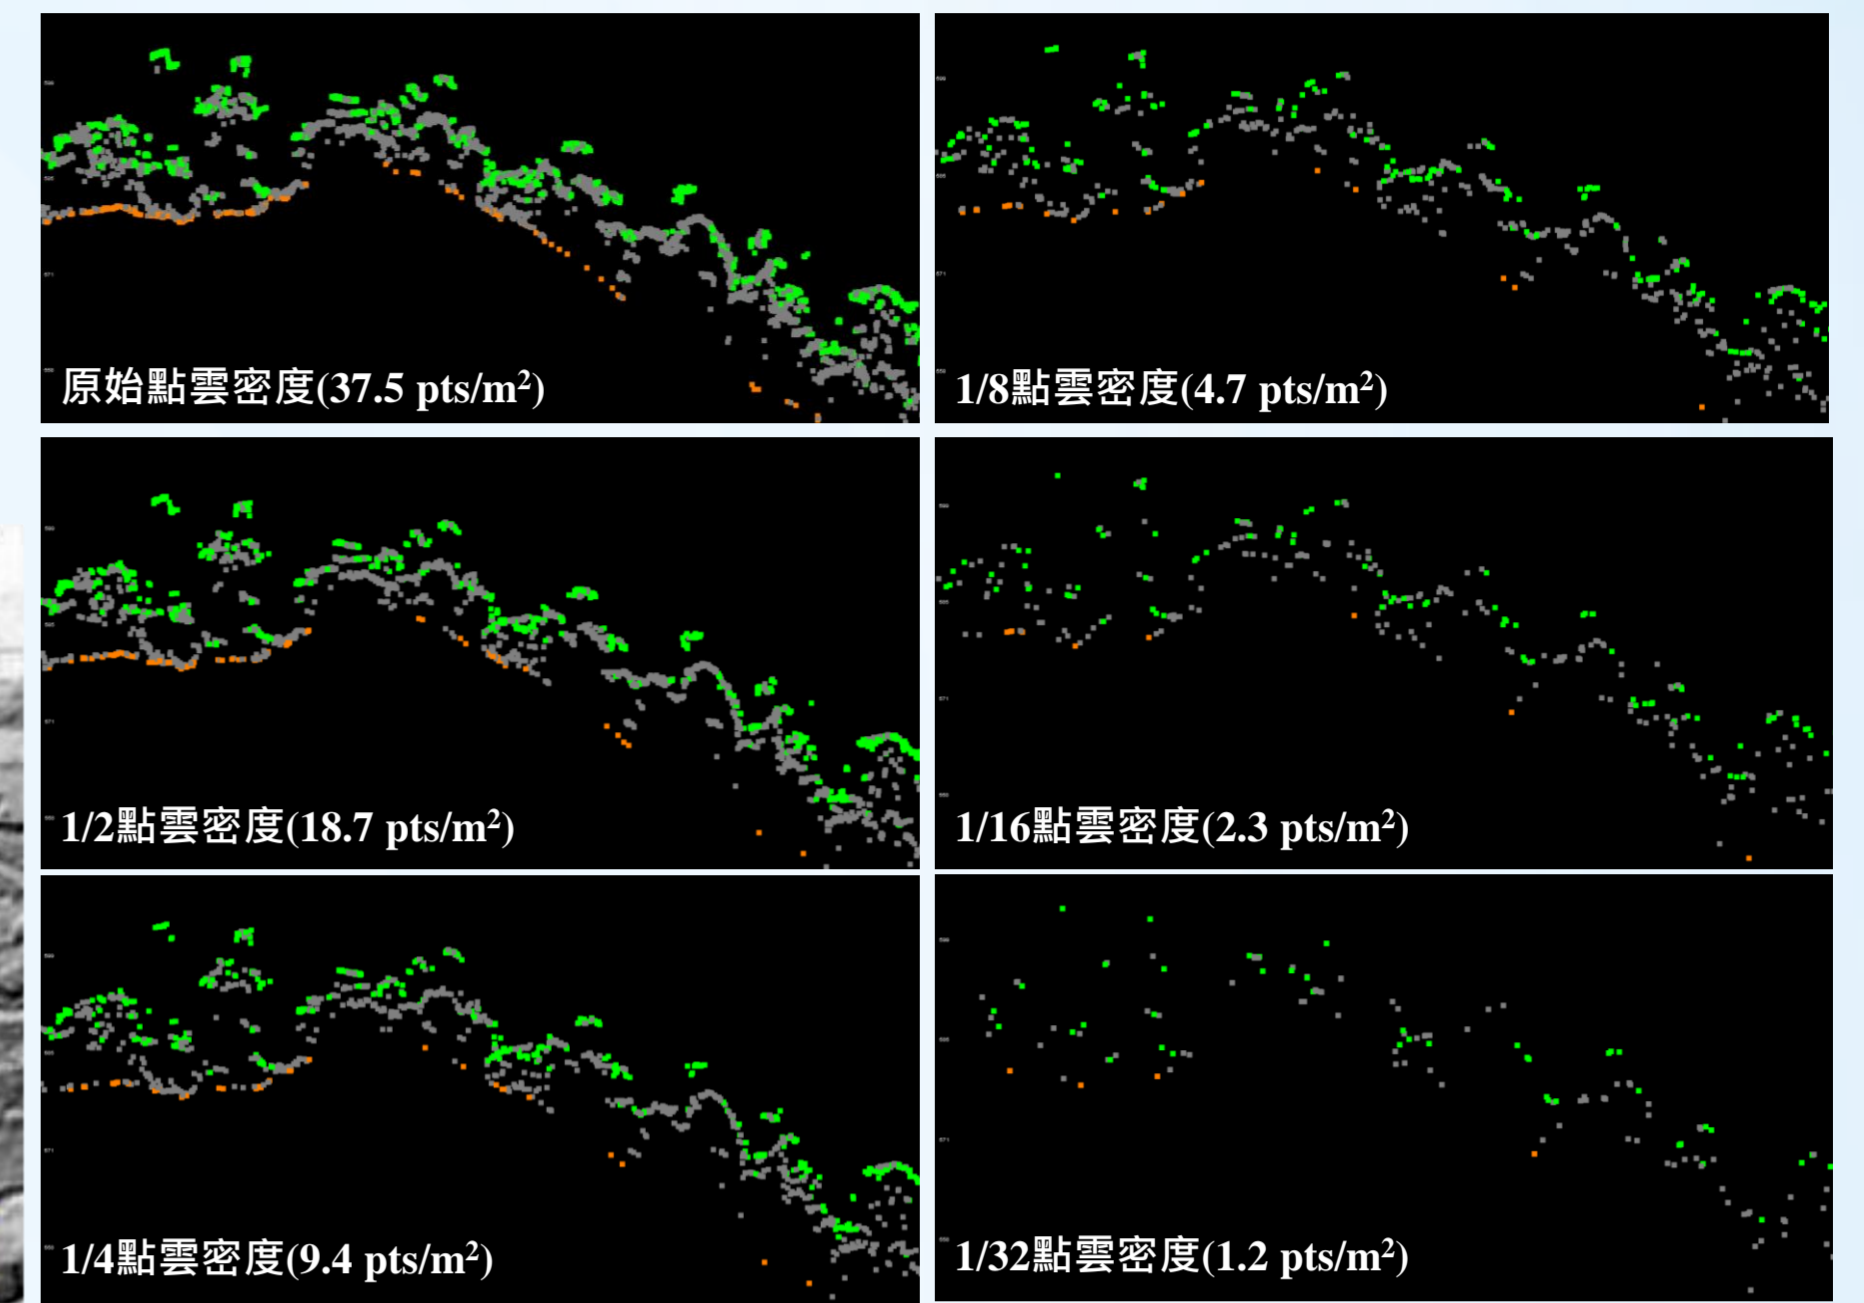 原始點雲密度(37.5 pts/m²)
1/8點雲密度(4.7 pts/m²)
1/2點雲密度(18.7 pts/m²)
1/16點雲密度(2.3 pts/m²)
1/4點雲密度(9.4 pts/m²)
1/32點雲密度(1.2 pts/m²)